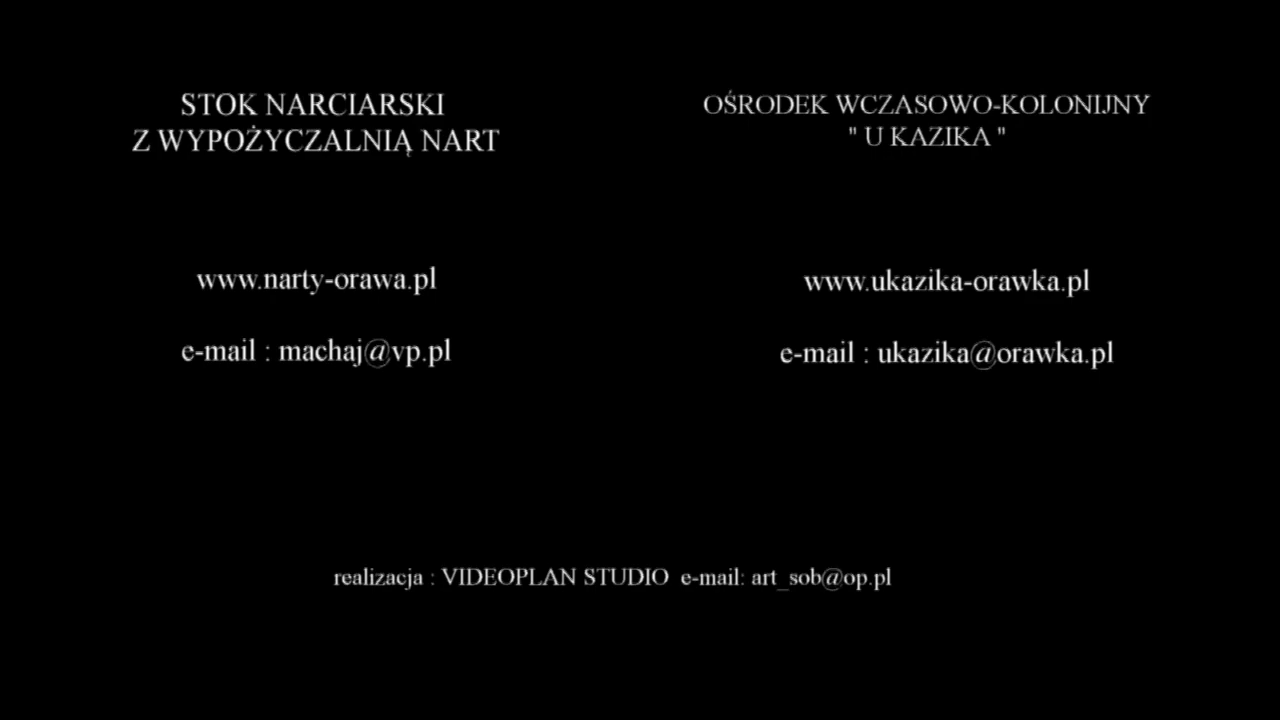 STOK NARCIARSKI
Z WYPOŻYCZALNIĄ NART
www.narty-orawa.pl
e-mail : machaj@vp.pl
OŚRODEK WCZASOWO-KOLONIJNY
" U KAZIKA "
www.ukazika-orawka.pl
e-mail : ukazika@orawka.pl
realizacja : VIDEOPLAN STUDIO e-mail: art_sob@op.pl